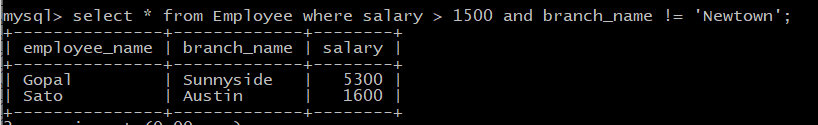 mysql> select * from Employee where salary > 1500 and branch_name != 'Newtown';
+---------------+-------------+--------+
| employee_name | branch_name | salary |
+---------------+-------------+--------+
| Gopal         | Sunnyside   |   5300 |
| Sato          | Austin      |   1600 |
+---------------+-------------+--------+